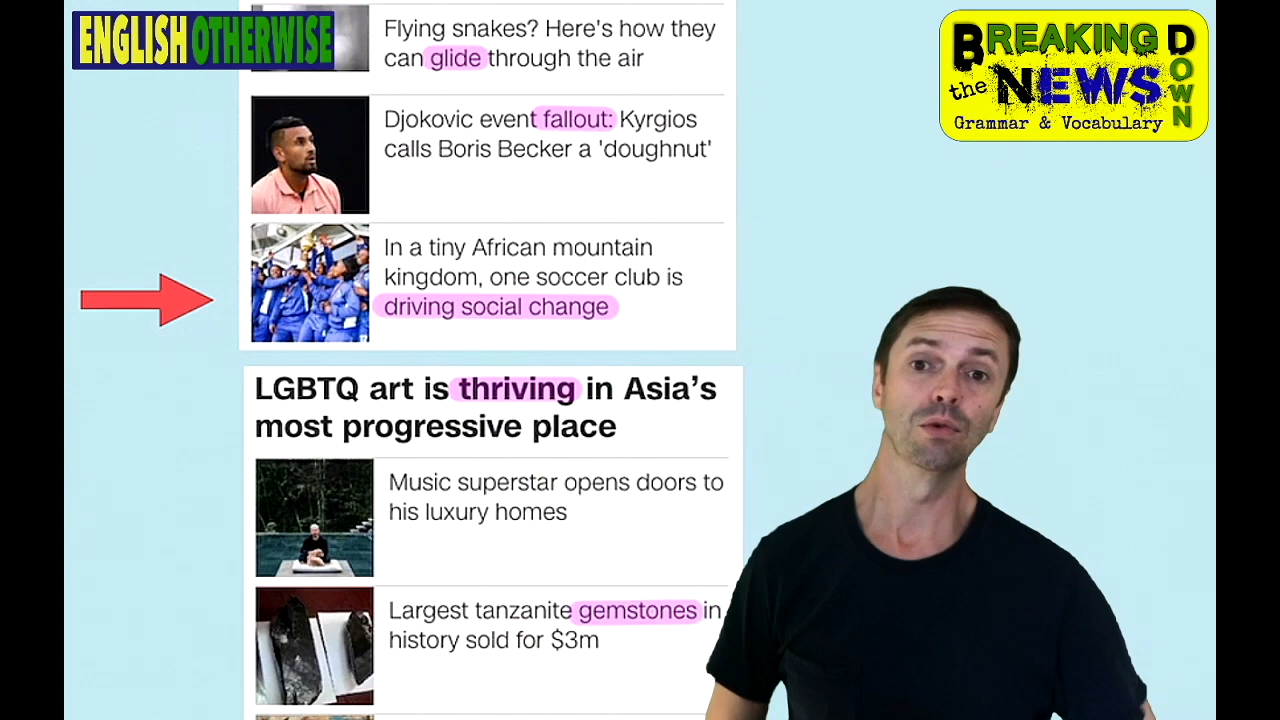 ENGLISH OTHERWISE
BREAKING DOWN
the NEWS
Grammar & Vocabulary
Flying snakes? Here's how they
can glide through the air
Djokovic event fallout: Kyrgios
calls Boris Becker a 'doughnut'
In a tiny African mountain
kingdom, one soccer club is
driving social change
LGBTQ art is thriving in Asia's
most progressive place
Music superstar opens doors to
his luxury homes
Largest tanzanite gemstones in
history sold for $3m